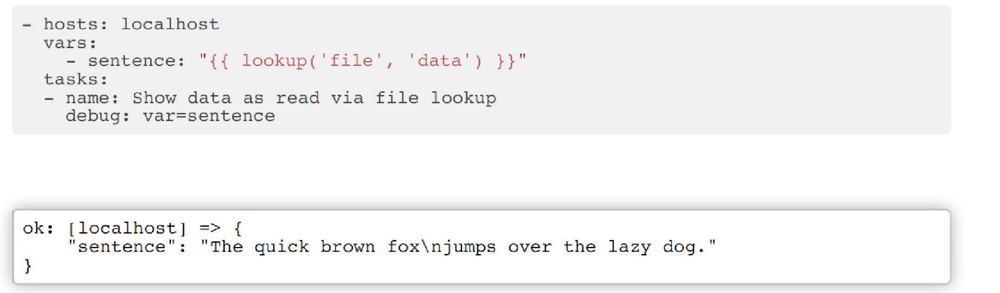 - hosts: localhost
  vars:
    - sentence: "{{ lookup('file', 'data') }}"
  tasks:
  - name: Show data as read via file lookup
    debug: var=sentence
ok: [localhost] => {
    "sentence": "The quick brown fox\njumps over the lazy dog."
}